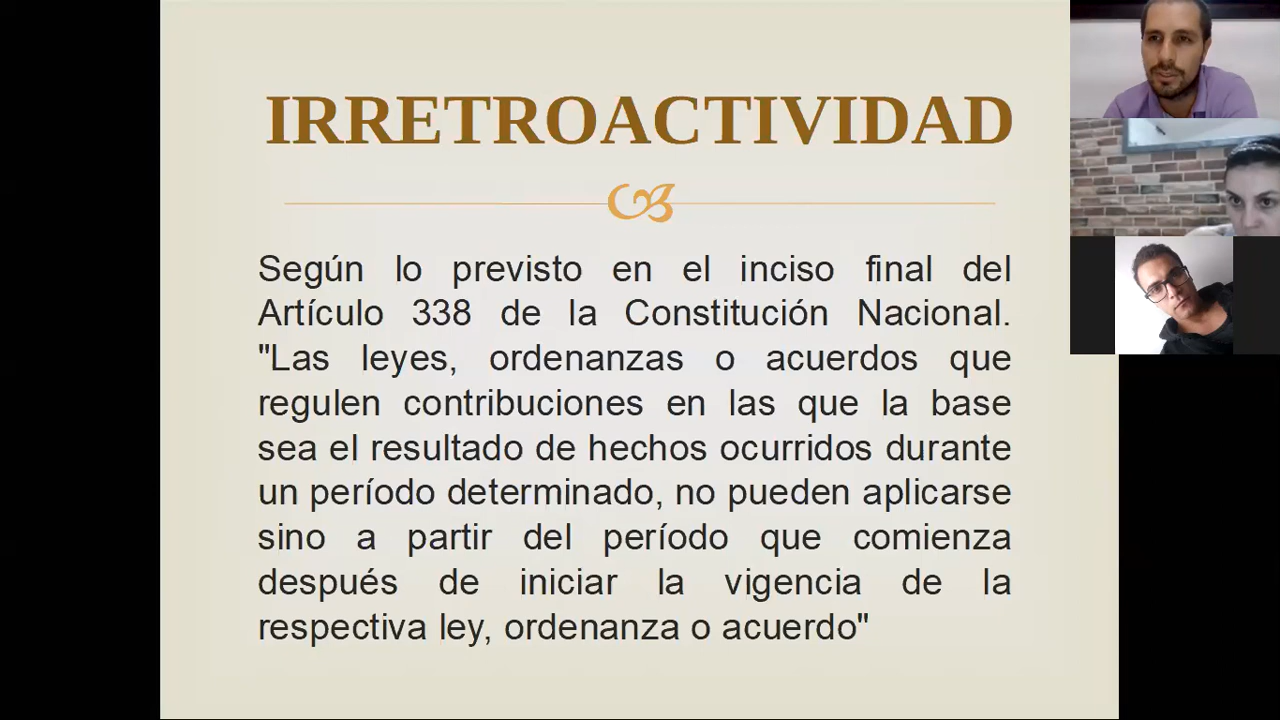 IRRETROACTIVIDAD
Según lo previsto en el inciso final del
Artículo 338 de la Constitución Nacional.
"Las leyes, ordenanzas o acuerdos que
regulen contribuciones en las que la base
sea el resultado de hechos ocurridos durante
un período determinado, no pueden aplicarse
sino a partir del período que comienza
después de iniciar la vigencia de la
respectiva ley, ordenanza o acuerdo"